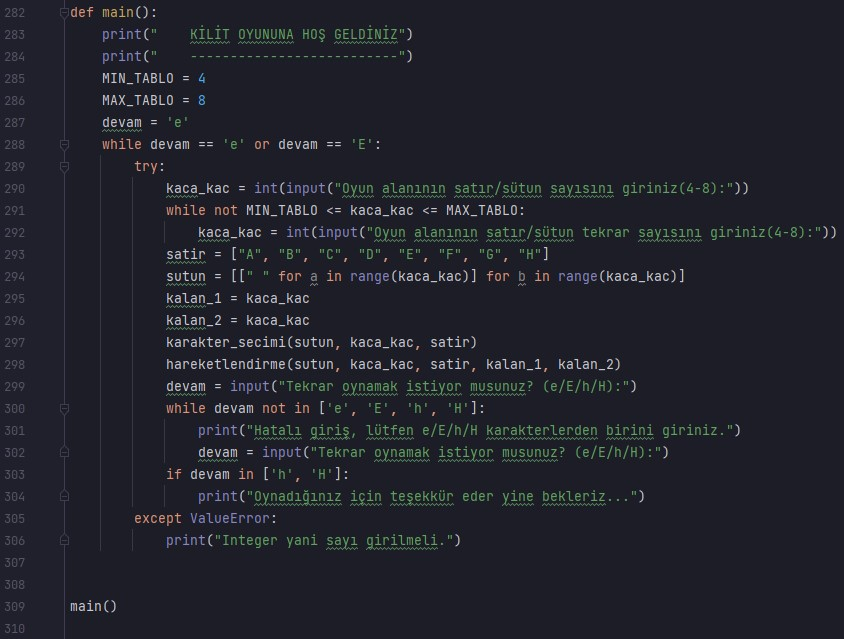 282 def main():
283     print("    KİLİT OYUNUNA HOŞ GELDİNİZ")
284     print("    --------------------------")
285     MIN_TABLO = 4
286     MAX_TABLO = 8
287     devam = 'e'
288     while devam == 'e' or devam == 'E':
289         try:
290             kaca_kac = int(input("Oyun alanının satır/sütun sayısını giriniz(4-8):"))
291             while not MIN_TABLO <= kaca_kac <= MAX_TABLO:
292                 kaca_kac = int(input("Oyun alanının satır/sütun tekrar sayısını giriniz(4-8):"))
293             satir = ["A", "B", "C", "D", "E", "F", "G", "H"]
294             sutun = [[" " for a in range(kaca_kac)] for b in range(kaca_kac)]
295             kalan_1 = kaca_kac
296             kalan_2 = kaca_kac
297             karakter_secimi(sutun, kaca_kac, satir)
298             hareketlendirme(sutun, kaca_kac, satir, kalan_1, kalan_2)
299             devam = input("Tekrar oynamak istiyor musunuz? (e/E/h/H):")
300             while devam not in ['e', 'E', 'h', 'H']:
301                 print("Hatalı giriş, lütfen e/E/h/H karakterlerden birini giriniz.")
302                 devam = input("Tekrar oynamak istiyor musunuz? (e/E/h/H):")
303             if devam in ['h', 'H']:
304                 print("Oynadığınız için teşekkür eder yine bekleriz...")
305         except ValueError:
306             print("Integer yani sayı girilmeli.")
307
308
309 main()
310